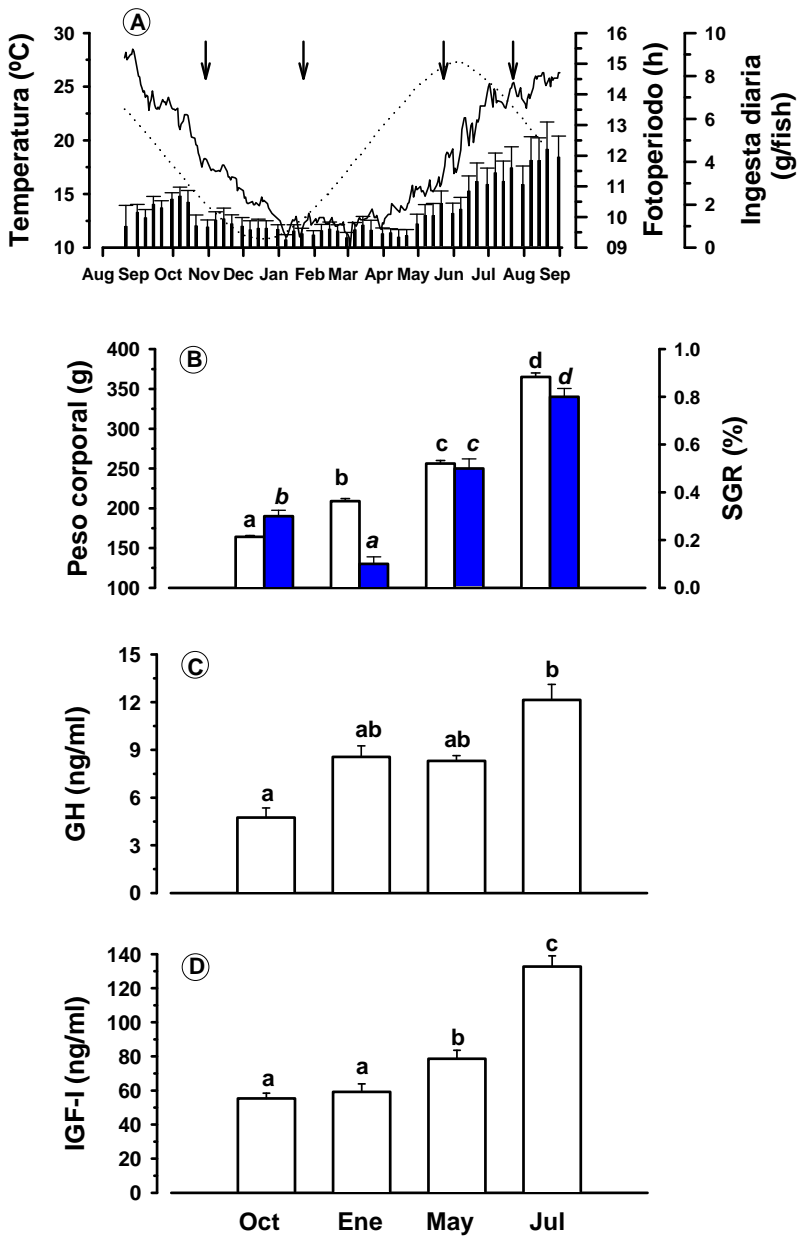 A
Temperatura (ºC)
30
25
20
15
10
16
15
14
13
12
11
10
09
Fotoperiodo (h)
10
8
6
4
2
0
Ingesta diaria
(g/fish)
Aug Sep Oct Nov Dec Jan Feb Mar Apr May Jun Jul Aug Sep
B
Peso corporal (g)
400
350
300
250
200
150
100
a b b a c c d d
1.0
0.8
0.6
0.4
0.2
0.0
SGR (%)
C
GH (ng/ml)
15
12
9
6
3
0
a ab ab b
D
IGF-I (ng/ml)
140
120
100
80
60
40
20
0
a a b c
Oct Ene May Jul